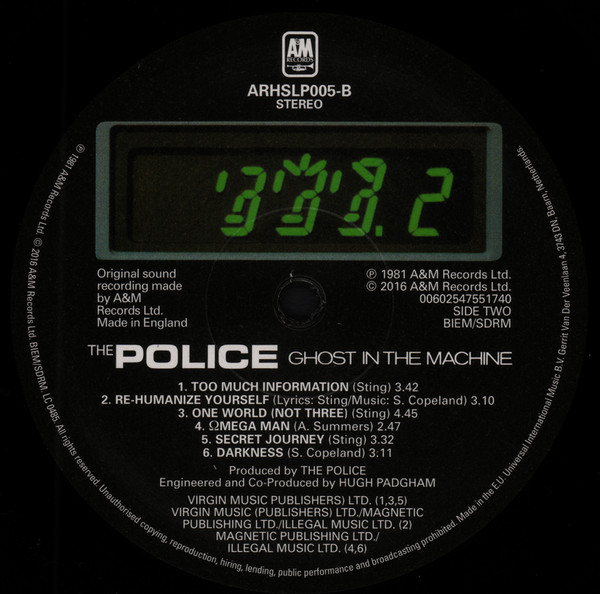 A&M
RECORDS
ARHSLP005-B
STEREO
2
Original sound
recording made
by A&M
Records Ltd.
Made in England
℗ 1981 A&M Records Ltd.
© 2016 A&M Records Ltd.
00602547551740
SIDE TWO
BIEM/SDRM
THE POLICE GHOST IN THE MACHINE
1. TOO MUCH INFORMATION (Sting) 3.42
2. RE-HUMANIZE YOURSELF (Lyrics: Sting/Music: S. Copeland) 3.10
3. ONE WORLD (NOT THREE) (Sting) 4.45
4. ΩMEGA MAN (A. Summers) 2.47
5. SECRET JOURNEY (Sting) 3.32
6. DARKNESS (S. Copeland) 3:11
Produced by THE POLICE
Engineered and Co-Produced by HUGH PADGHAM
VIRGIN MUSIC PUBLISHERS) LTD. (1,3,5)
VIRGIN MUSIC (PUBLISHERS) LTD./MAGNETIC
PUBLISHING LTD./ILLEGAL MUSIC LTD. (2)
MAGNETIC PUBLISHING LTD./
ILLEGAL MUSIC LTD. (4,6)
℗ 1981 A&M Records Ltd. © 2016 A&M Records Ltd. BIEM/SDRM. LC 0485. All rights reserved. Unauthorised copying, reproduction, hiring, lending, public performance and broadcasting prohibited. Made in the E.U. Universal International Music B.V. Gerrit Van Der Veenlaan 4, 3743 DN, Baarn, Netherlands.